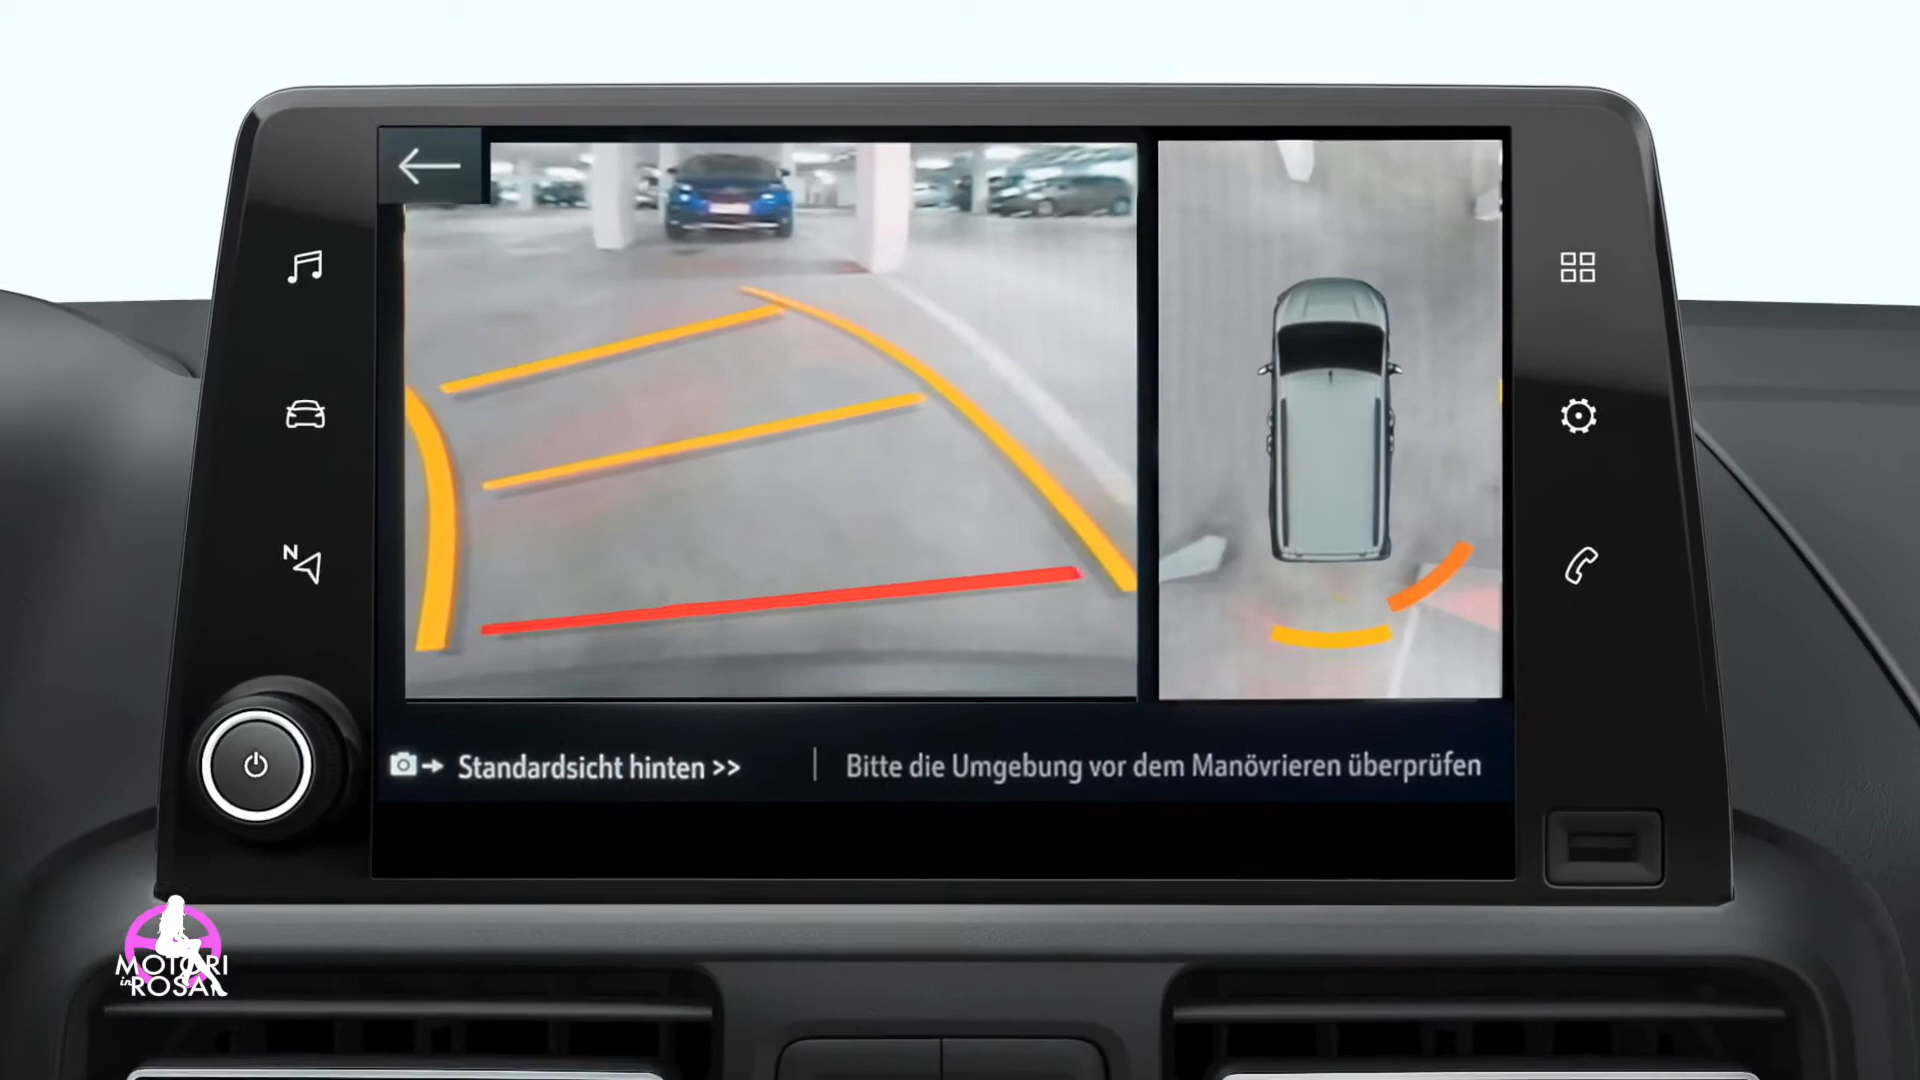 N
Standardsicht hinten >>
Bitte die Umgebung vor dem Manövrieren überprüfen
MOTORI
in ROSA